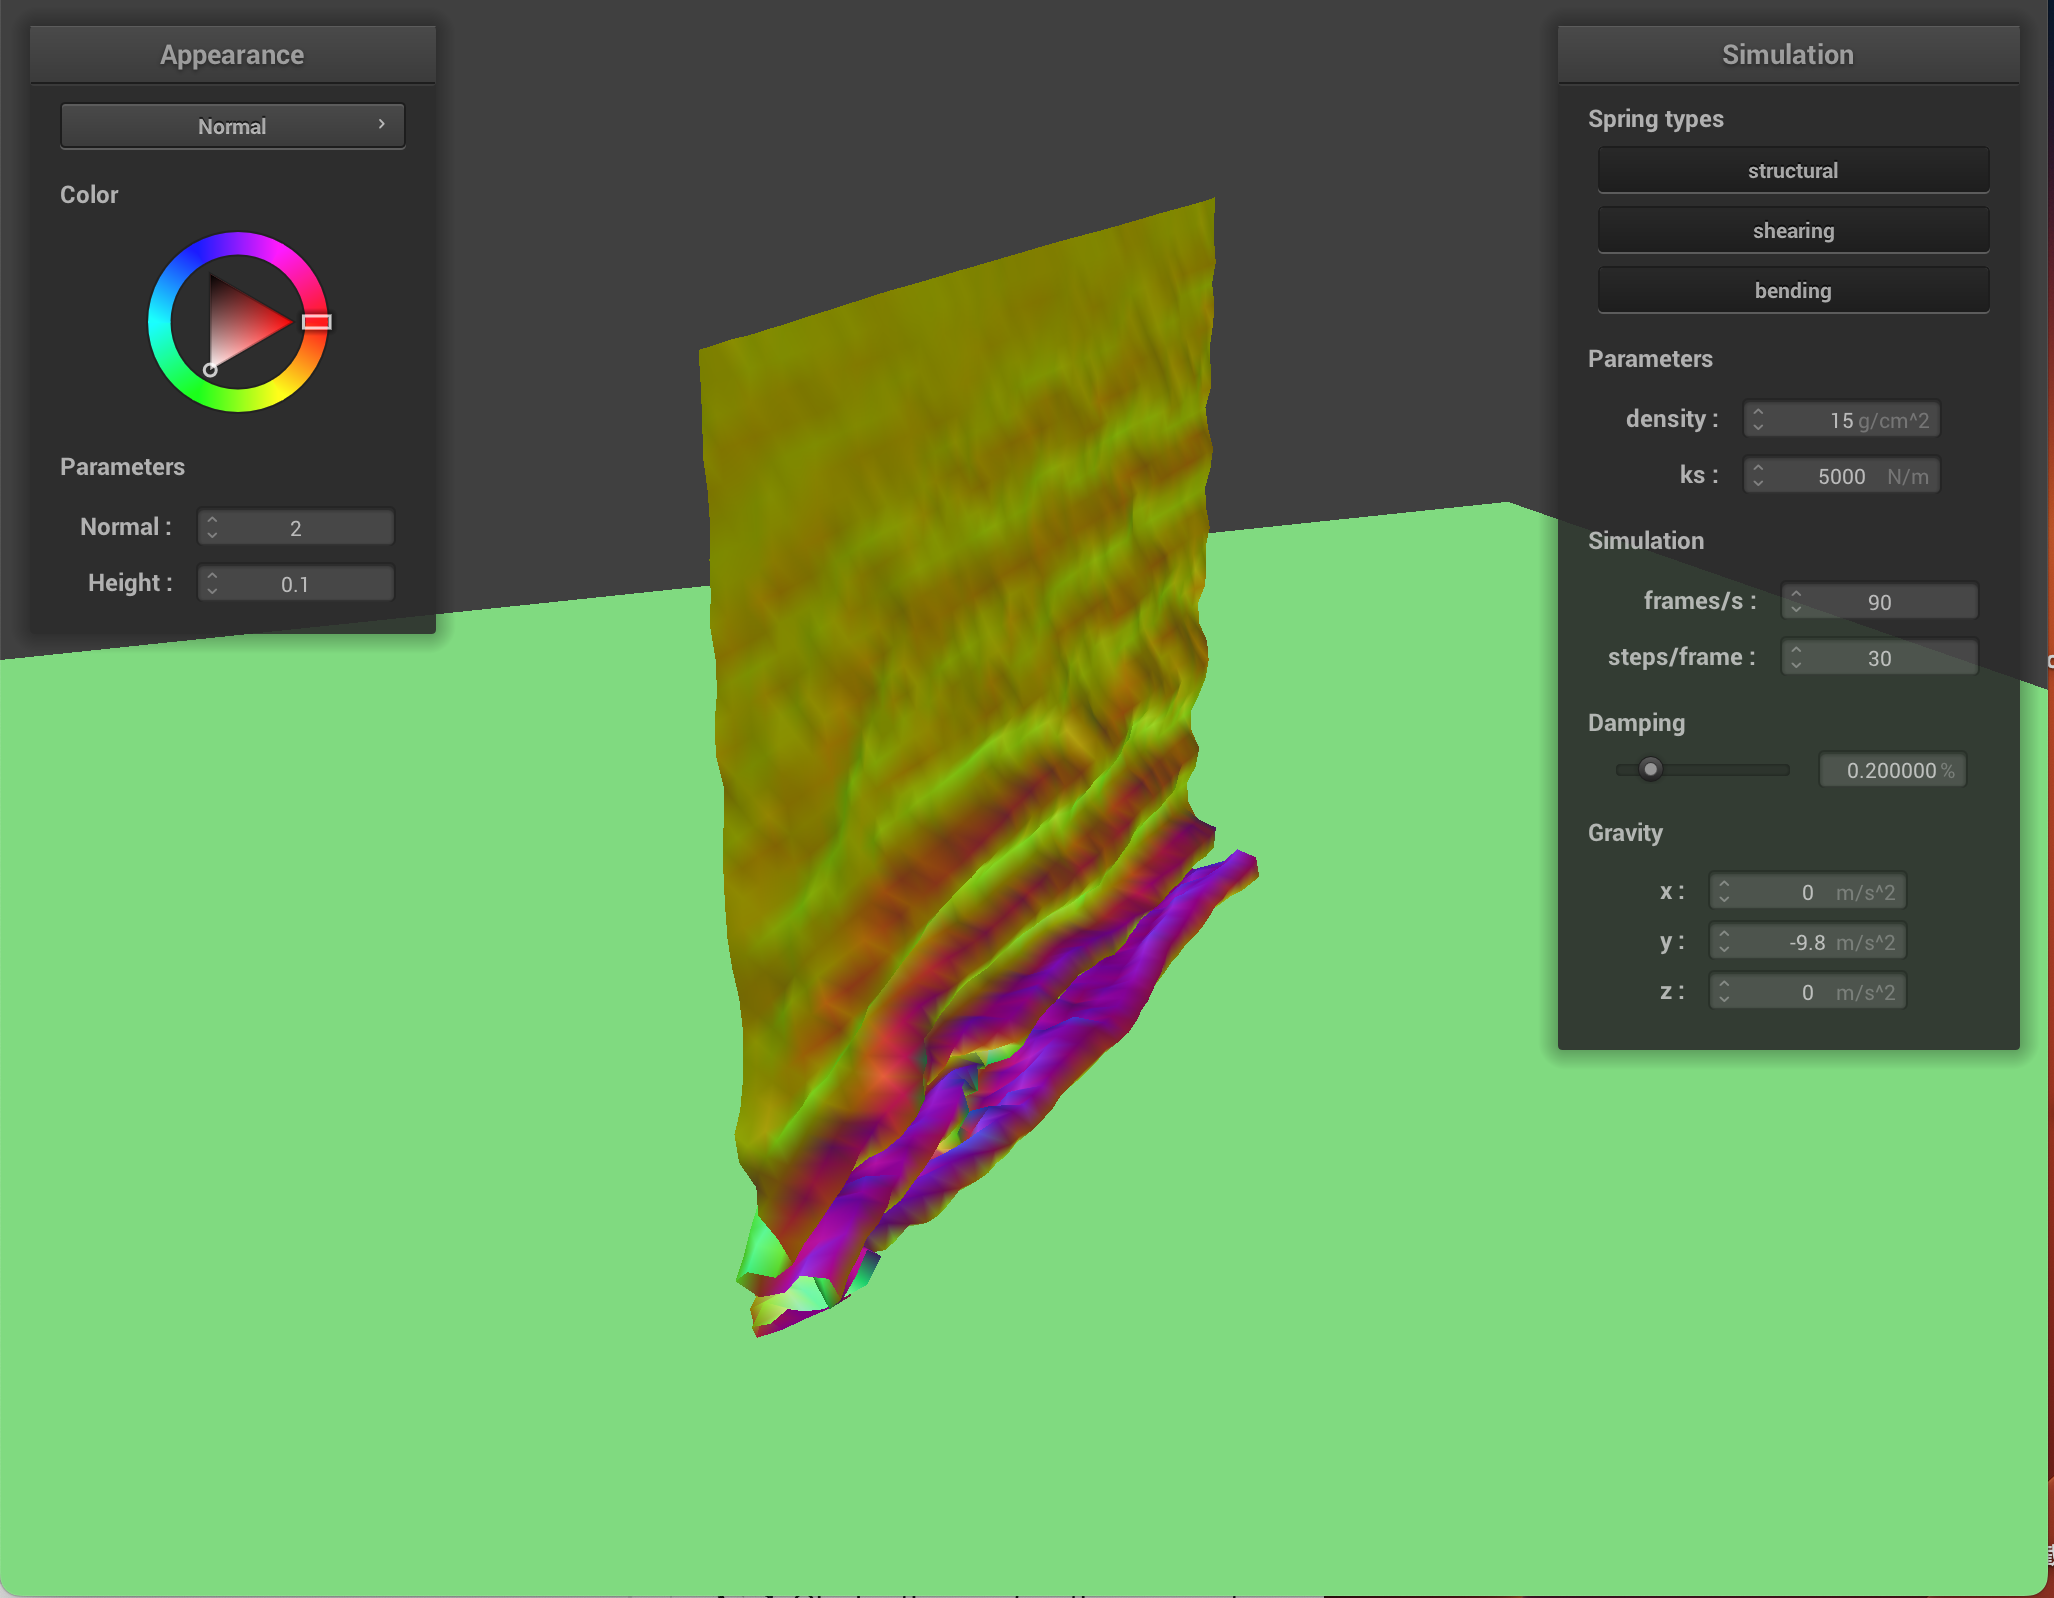 Appearance
Normal
Color
Parameters
Normal : 2
Height : 0.1
Simulation
Spring types
structural
shearing
bending
Parameters
density : 15 g/cm^2
ks : 5000 N/m
Simulation
frames/s : 90
steps/frame : 30
Damping
0.200000 %
Gravity
x : 0 m/s^2
y : -9.8 m/s^2
z : 0 m/s^2